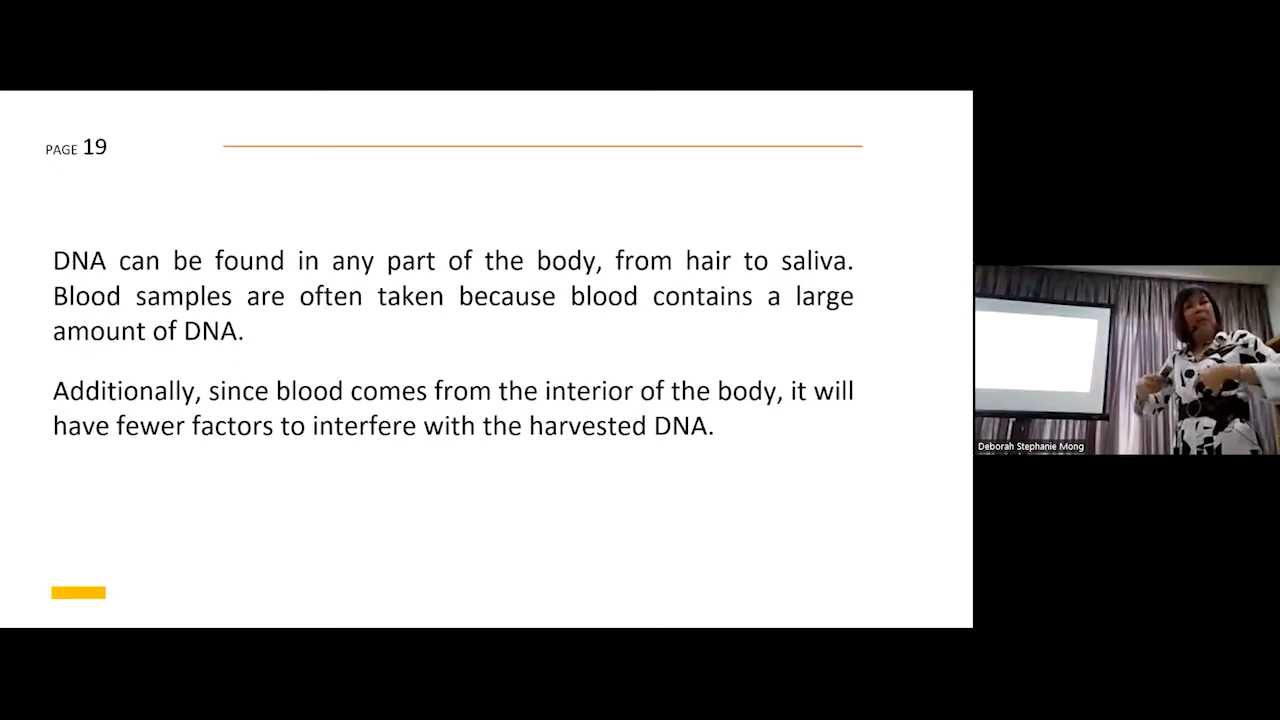 PAGE 19
DNA can be found in any part of the body, from hair to saliva.
Blood samples are often taken because blood contains a large
amount of DNA.
Additionally, since blood comes from the interior of the body, it will
have fewer factors to interfere with the harvested DNA.
Deborah Stephanie Mong